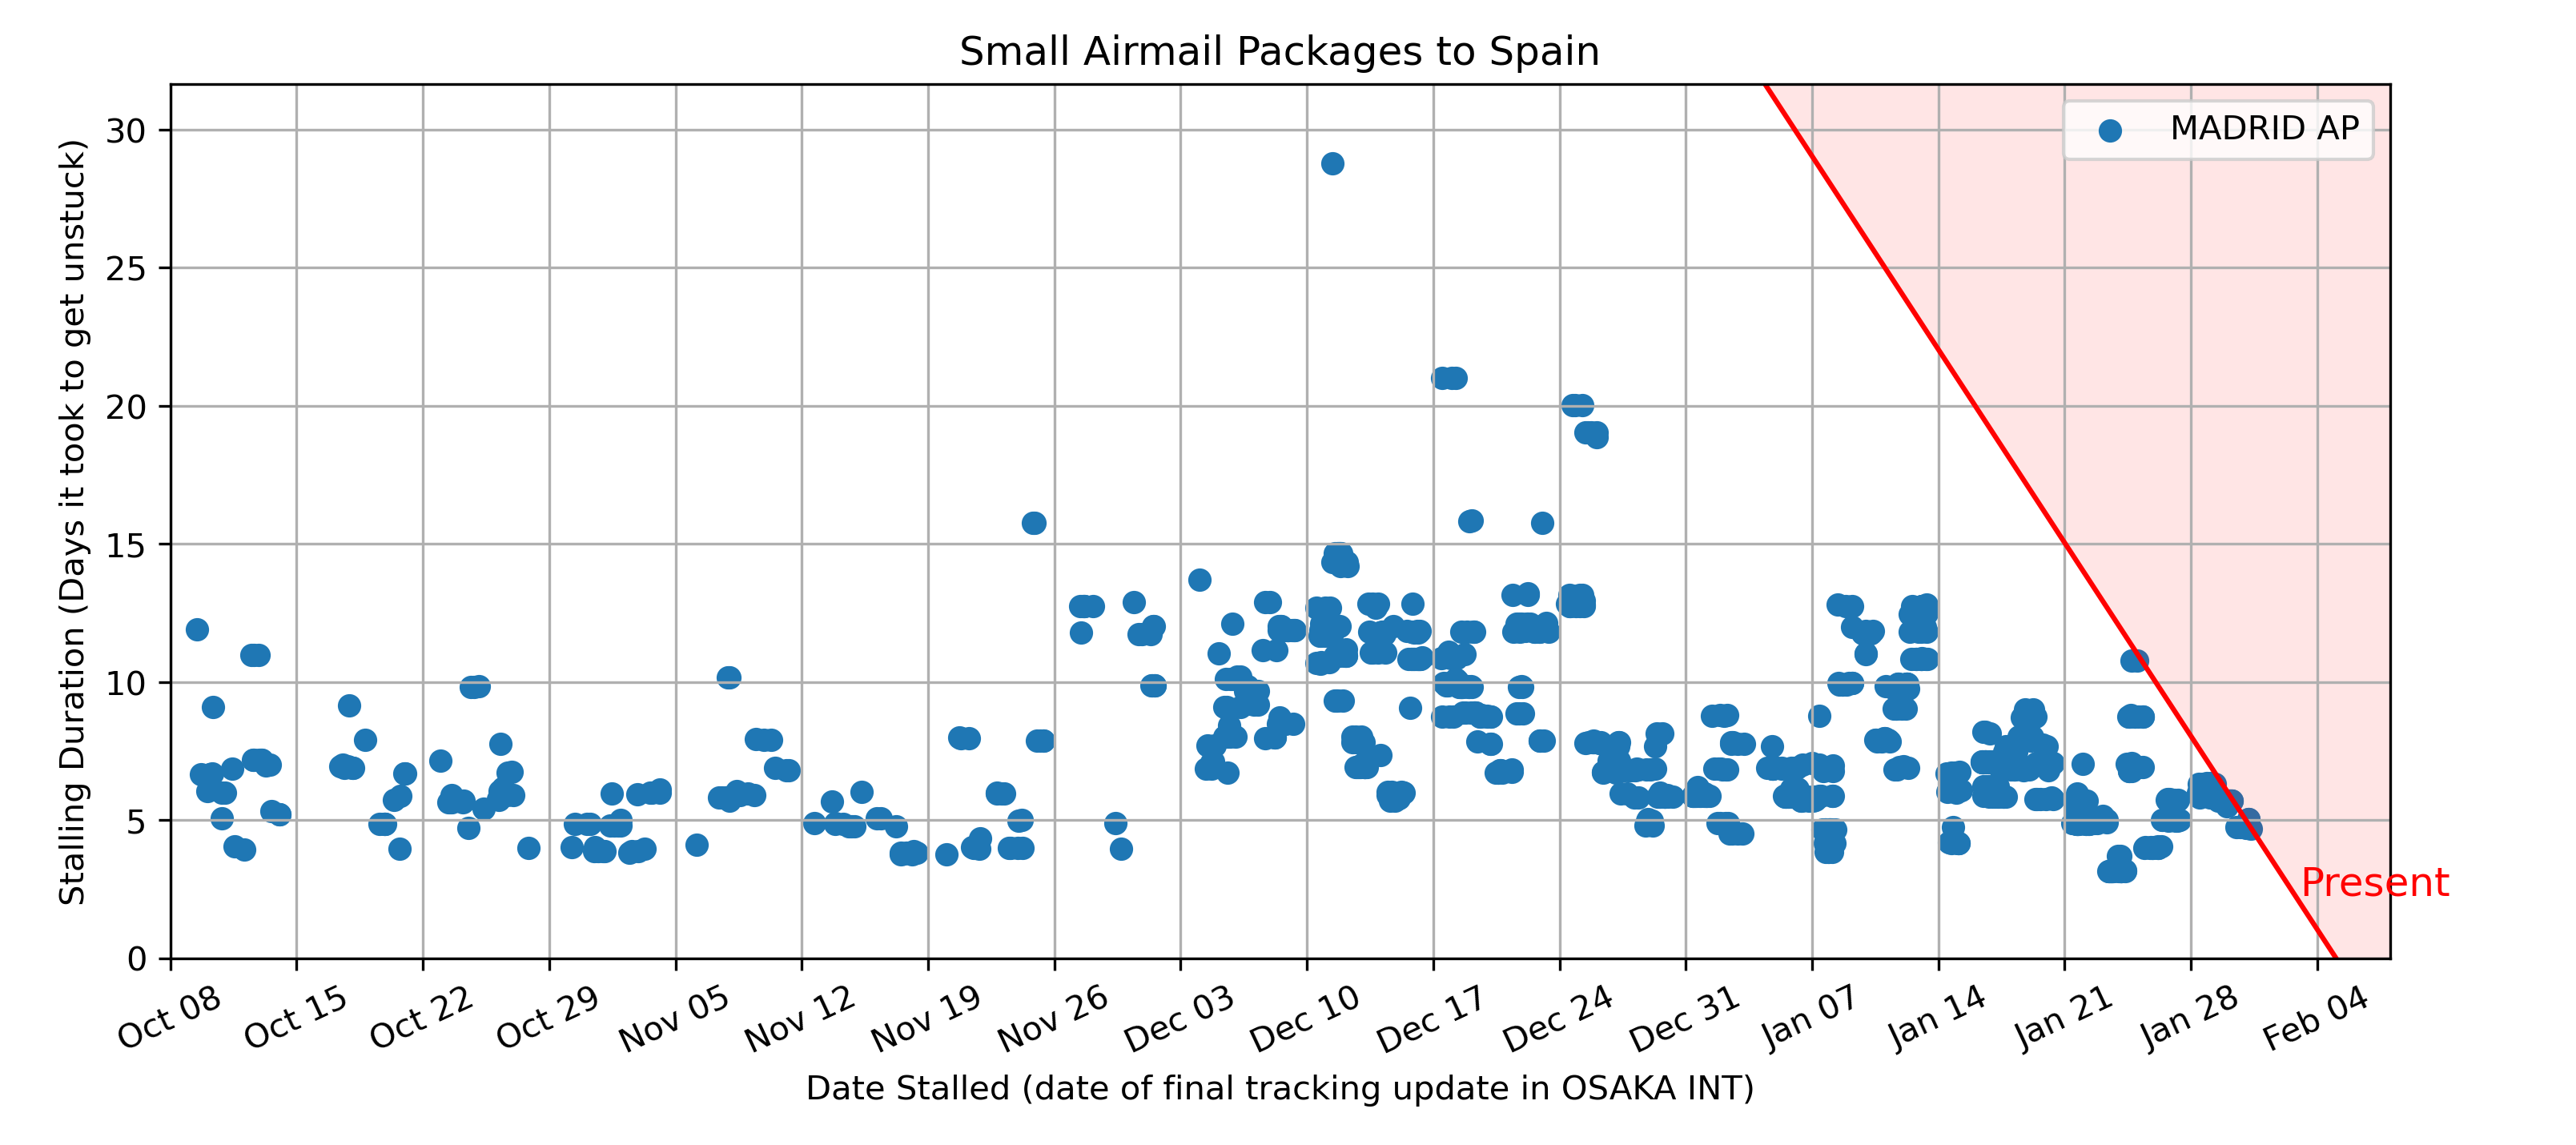 Small Airmail Packages to Spain
MADRID AP
Stalling Duration (Days it took to get unstuck)
30
25
20
15
10
5
0
Present
Oct 08
Oct 15
Oct 22
Oct 29
Nov 05
Nov 12
Nov 19
Nov 26
Dec 03
Dec 10
Dec 17
Dec 24
Dec 31
Jan 07
Jan 14
Jan 21
Jan 28
Feb 04
Date Stalled (date of final tracking update in OSAKA INT)